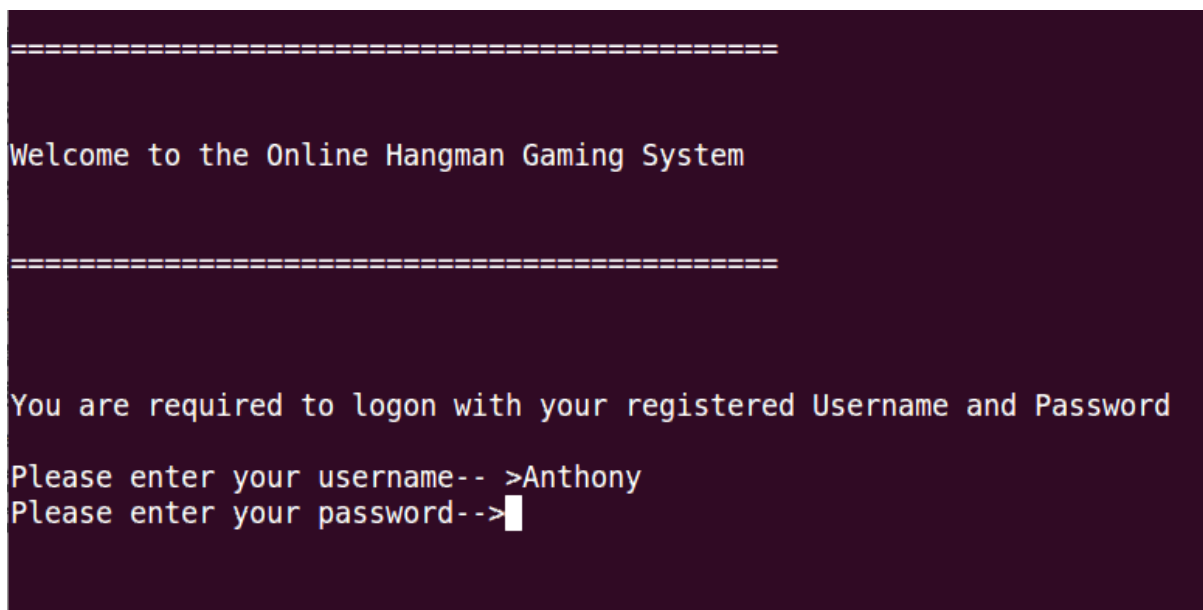 =============================================
Welcome to the Online Hangman Gaming System
=============================================
You are required to logon with your registered Username and Password
Please enter your username-- >Anthony
Please enter your password-->